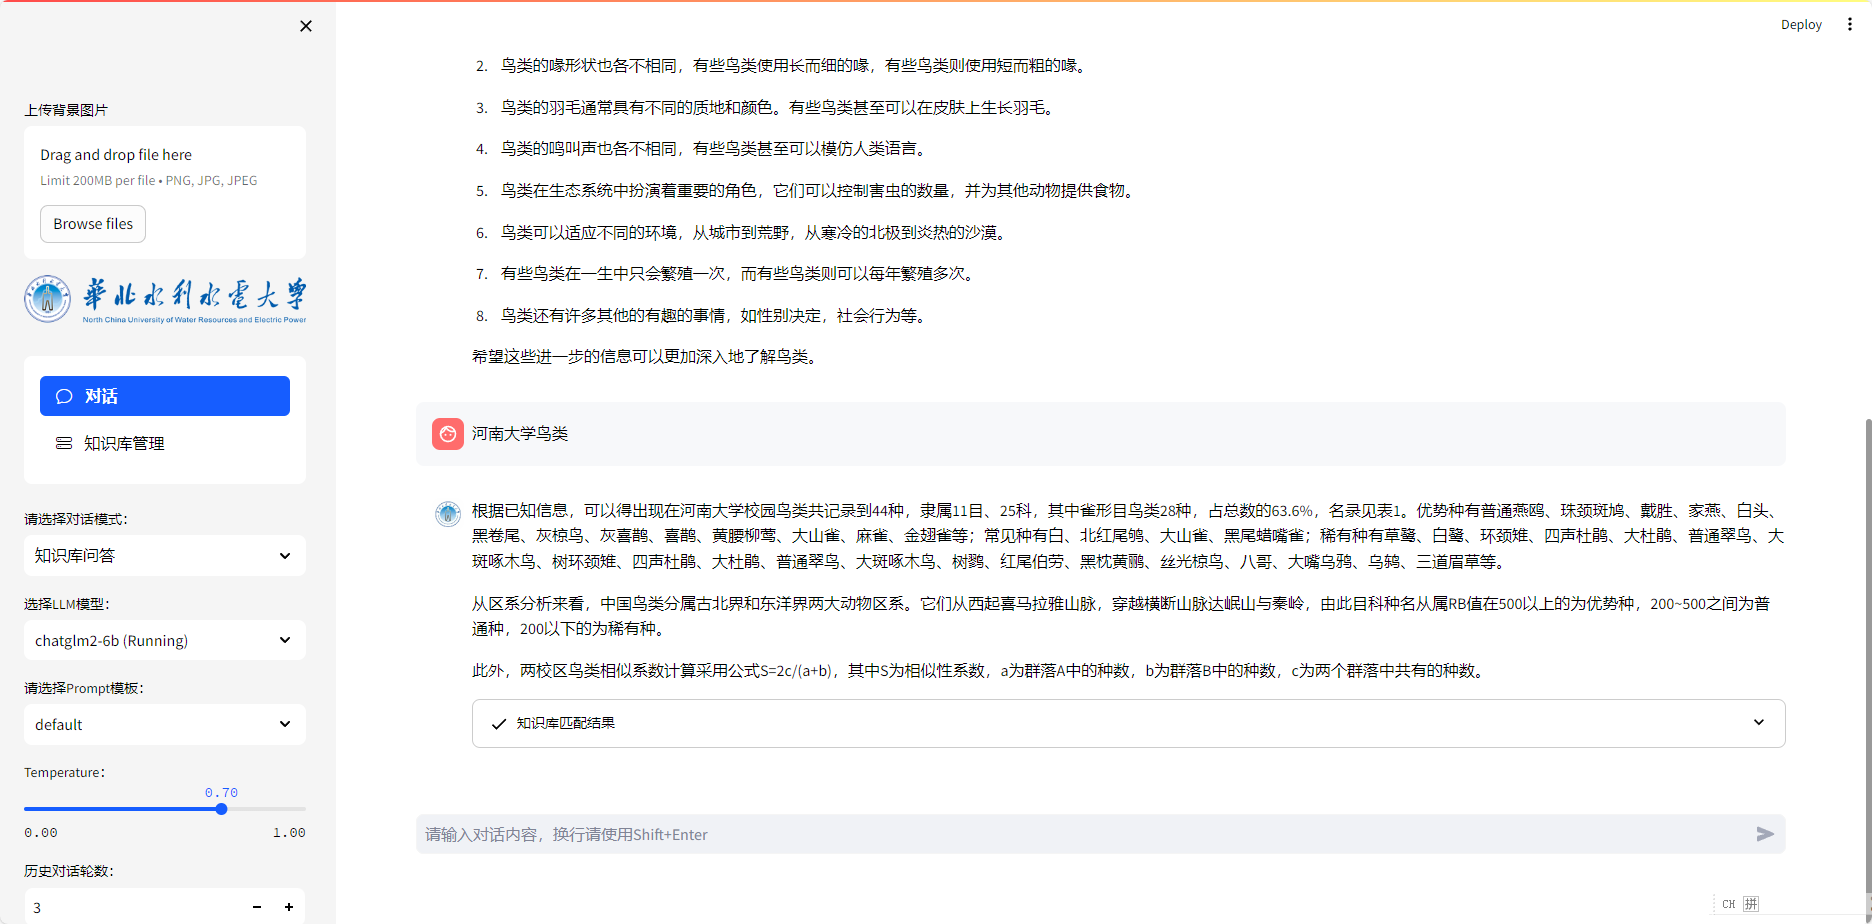 Deploy
上传背景图片
Drag and drop file here
Limit 200MB per file • PNG, JPG, JPEG
Browse files
華北水利水電大学
North China University of Water Resources and Electric Power
对话
知识库管理
请选择对话模式：
知识库问答
选择LLM模型：
chatglm2-6b (Running)
请选择Prompt模板：
default
Temperature：
0.70
0.00
1.00
历史对话轮数：
3
2. 鸟类的喙形状也各不相同，有些鸟类使用长而细的喙，有些鸟类则使用短而粗的喙。
3. 鸟类的羽毛通常具有不同的质地和颜色。有些鸟类甚至可以在皮肤上生长羽毛。
4. 鸟类的鸣叫声也各不相同，有些鸟类甚至可以模仿人类语言。
5. 鸟类在生态系统中扮演着重要的角色，它们可以控制害虫的数量，并为其他动物提供食物。
6. 鸟类可以适应不同的环境，从城市到荒野，从寒冷的北极到炎热的沙漠。
7. 有些鸟类在一生中只会繁殖一次，而有些鸟类则可以每年繁殖多次。
8. 鸟类还有许多其他的有趣的事情，如性别决定，社会行为等。
希望这些进一步的信息可以更加深入地了解鸟类。
河南大学鸟类
根据已知信息，可以得出现在河南大学校园鸟类共记录到44种，隶属11目、25科，其中雀形目鸟类28种，占总数的63.6%，名录见表1。优势种有普通燕鸥、珠颈斑鸠、戴胜、家燕、白头、
黑卷尾、灰椋鸟、灰喜鹊、喜鹊、黄腰柳莺、大山雀、麻雀、金翅雀等；常见种有白、北红尾鸲、大山雀、黑尾蜡嘴雀；稀有种有草鹭、白鹭、环颈雉、四声杜鹃、大杜鹃、普通翠鸟、大
斑啄木鸟、树环颈雉、四声杜鹃、大杜鹃、普通翠鸟、大斑啄木鸟、树鹨、红尾伯劳、黑枕黄鹂、丝光椋鸟、八哥、大嘴乌鸦、乌鸫、三道眉草等。
从区系分析来看，中国鸟类分属古北界和东洋界两大动物区系。它们从西起喜马拉雅山脉，穿越横断山脉达岷山与秦岭，由此目科种名从属RB值在500以上的为优势种，200~500之间为普
通种，200以下的为稀有种。
此外，两校区鸟类相似系数计算采用公式S=2c/(a+b)，其中S为相似性系数，a为群落A中的种数，b为群落B中的种数，c为两个群落中共有的种数。
知识库匹配结果
请输入对话内容，换行请使用Shift+Enter
CH 拼